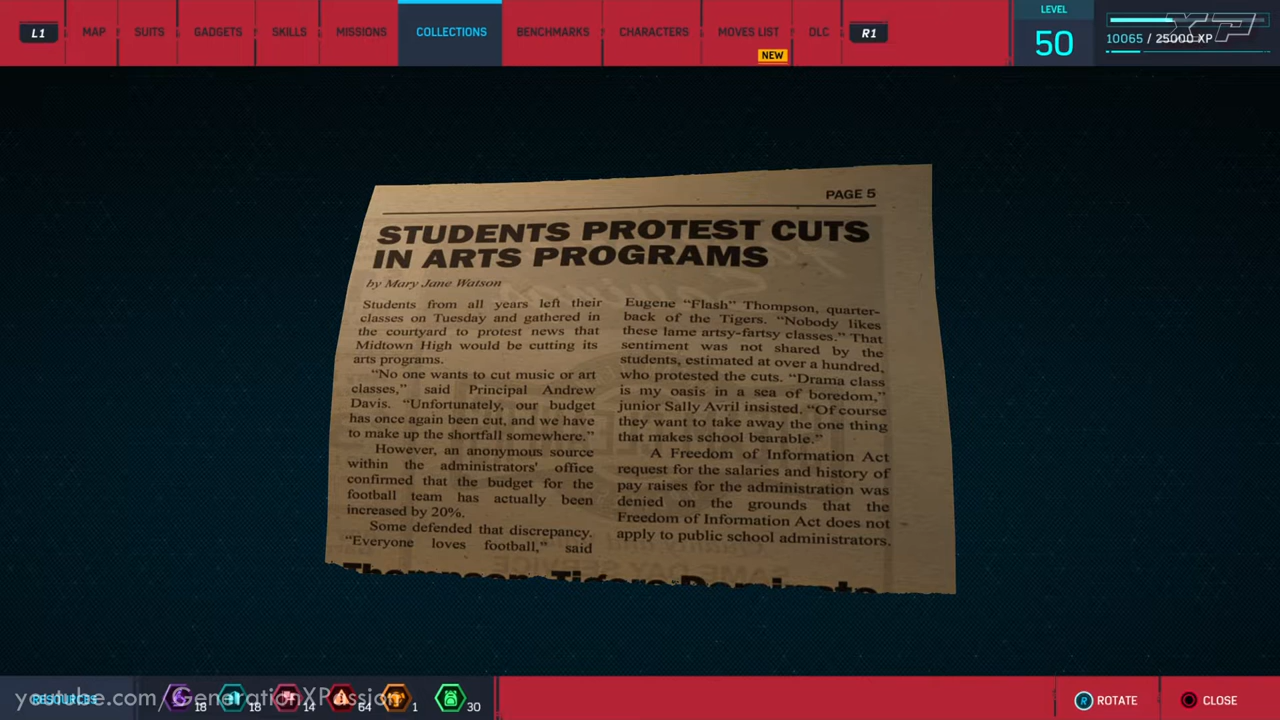 L1 MAP SUITS GADGETS SKILLS MISSIONS COLLECTIONS BENCHMARKS CHARACTERS MOVES LIST DLC R1
NEW
LEVEL
50
XP
10065 / 25000 XP
PAGE 5
STUDENTS PROTEST CUTS
IN ARTS PROGRAMS
by Mary Jane Watson
Students from all years left their
classes on Tuesday and gathered in
the courtyard to protest news that
Midtown High would be cutting its
arts programs.
"No one wants to cut music or art
classes," said Principal Andrew
Davis. "Unfortunately, our budget
has once again been cut, and we have
to make up the shortfall somewhere."
However, an anonymous source
within the administrators' office
confirmed that the budget for the
football team has actually been
increased by 20%.
Some defended that discrepancy.
"Everyone loves football," said
Eugene "Flash" Thompson, quarter-
back of the Tigers. "Nobody likes
these lame artsy-fartsy classes." That
sentiment was not shared by the
students, estimated at over a hundred,
who protested the cuts. "Drama class
is my oasis in a sea of boredom,"
junior Sally Avril insisted. "Of course
they want to take away the one thing
that makes school bearable."
A Freedom of Information Act
request for the salaries and history of
pay raises for the administration was
denied on the grounds that the
Freedom of Information Act does not
apply to public school administrators.
Thompson, Tigers Dominate
RESOURCES 18 18 14 64 1 30
youtube.com/GenerationXPassion
R ROTATE CLOSE